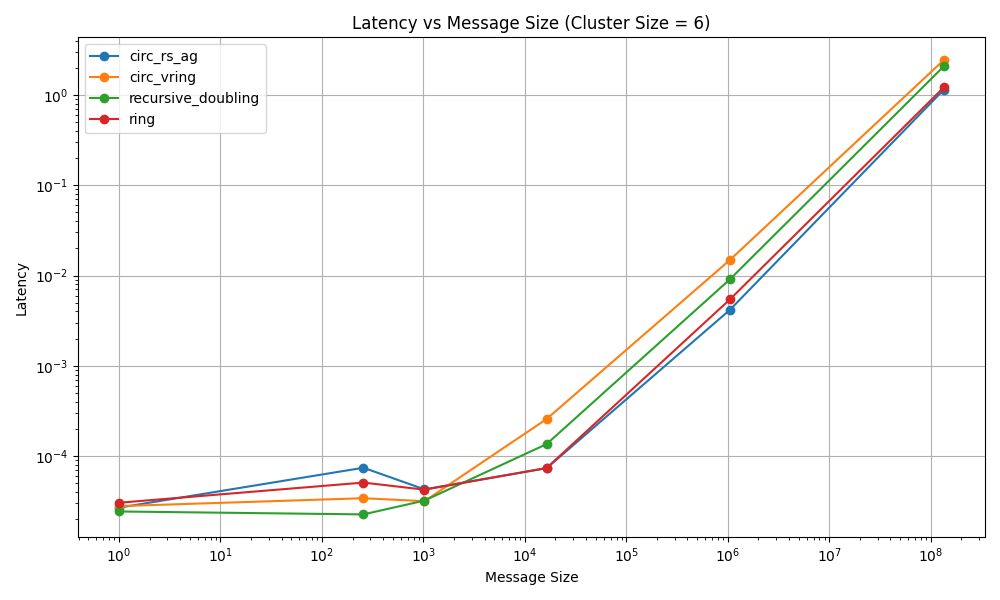 Latency vs Message Size (Cluster Size = 6)
circ_rs_ag
circ_vring
recursive_doubling
ring
Latency
10^0
10^-1
10^-2
10^-3
10^-4
10^0 10^1 10^2 10^3 10^4 10^5 10^6 10^7 10^8
Message Size